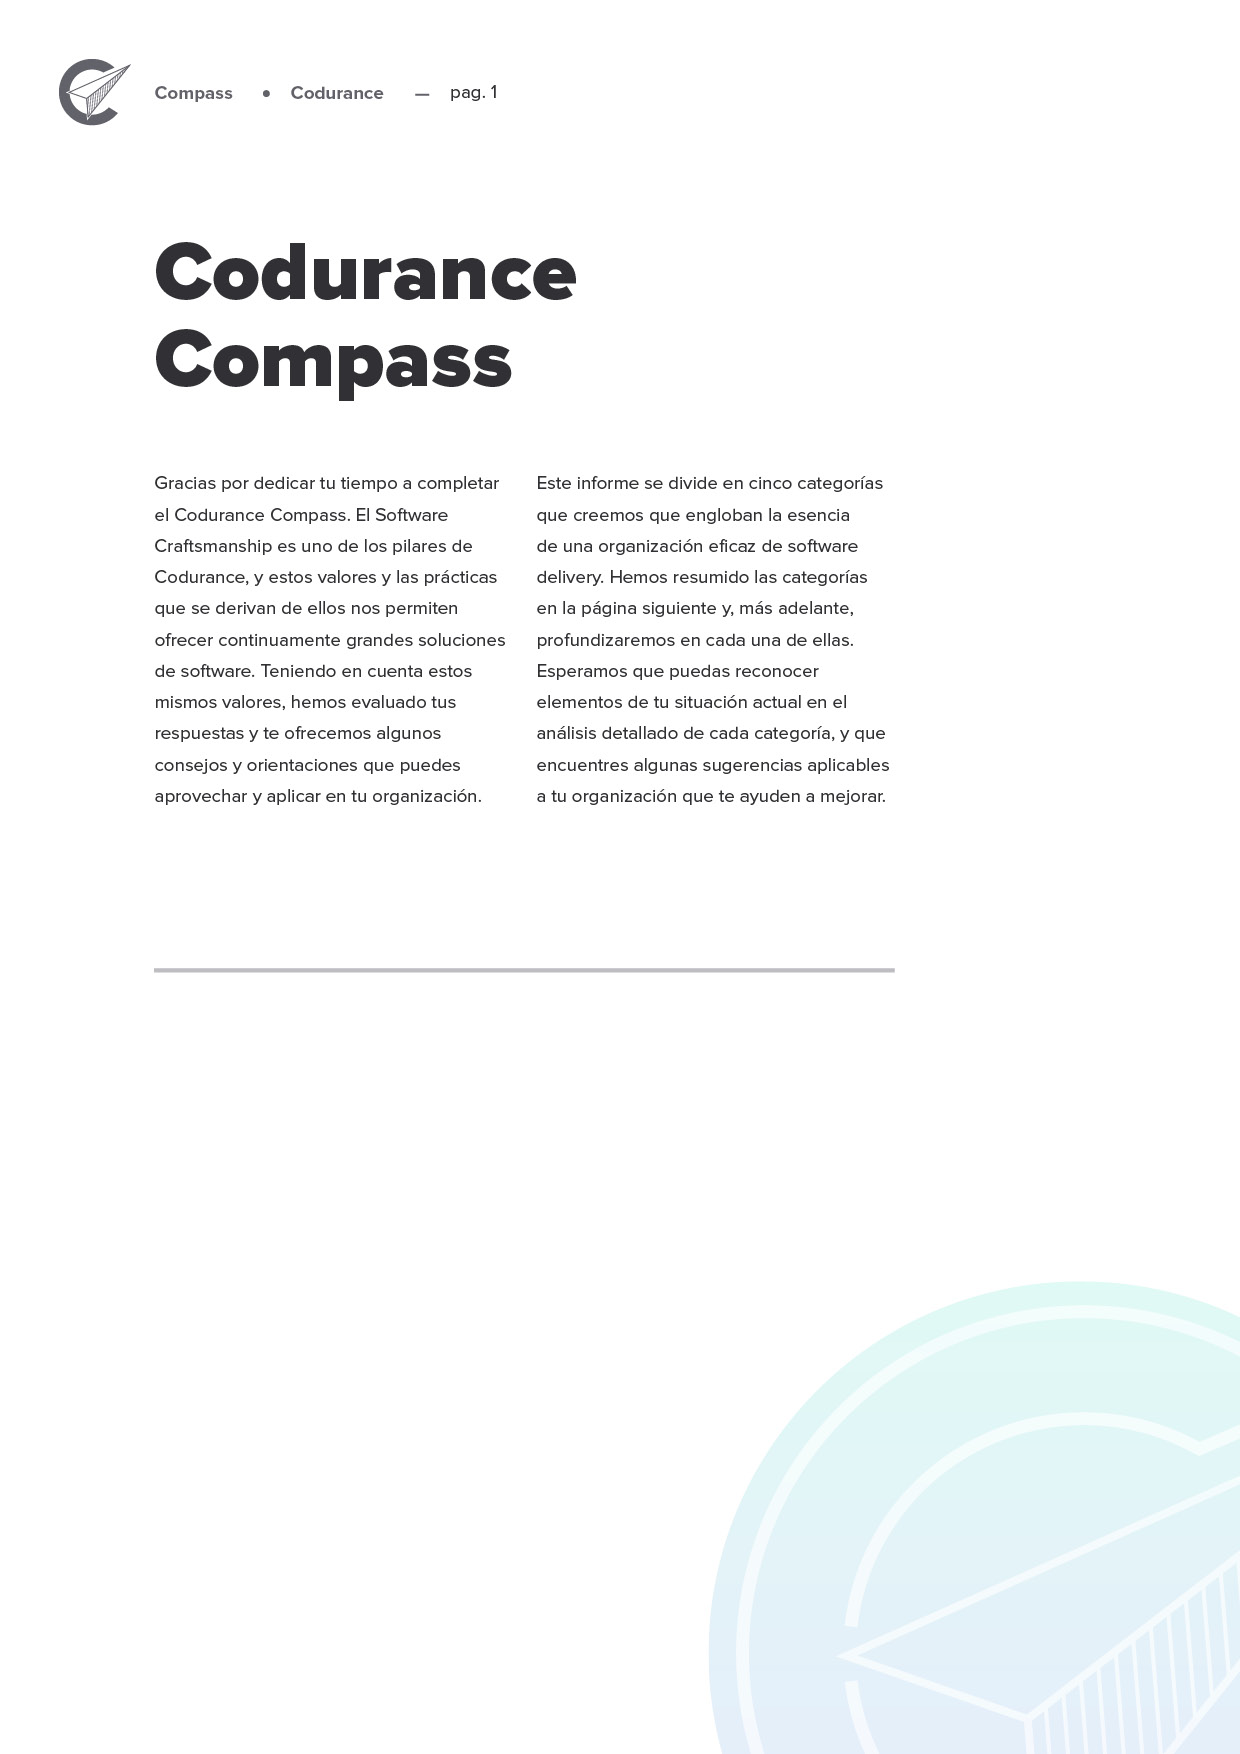 Compass • Codurance — pag. 1
Codurance
Compass
Gracias por dedicar tu tiempo a completar
el Codurance Compass. El Software
Craftsmanship es uno de los pilares de
Codurance, y estos valores y las prácticas
que se derivan de ellos nos permiten
ofrecer continuamente grandes soluciones
de software. Teniendo en cuenta estos
mismos valores, hemos evaluado tus
respuestas y te ofrecemos algunos
consejos y orientaciones que puedes
aprovechar y aplicar en tu organización.
Este informe se divide en cinco categorías
que creemos que engloban la esencia
de una organización eficaz de software
delivery. Hemos resumido las categorías
en la página siguiente y, más adelante,
profundizaremos en cada una de ellas.
Esperamos que puedas reconocer
elementos de tu situación actual en el
análisis detallado de cada categoría, y que
encuentres algunas sugerencias aplicables
a tu organización que te ayuden a mejorar.